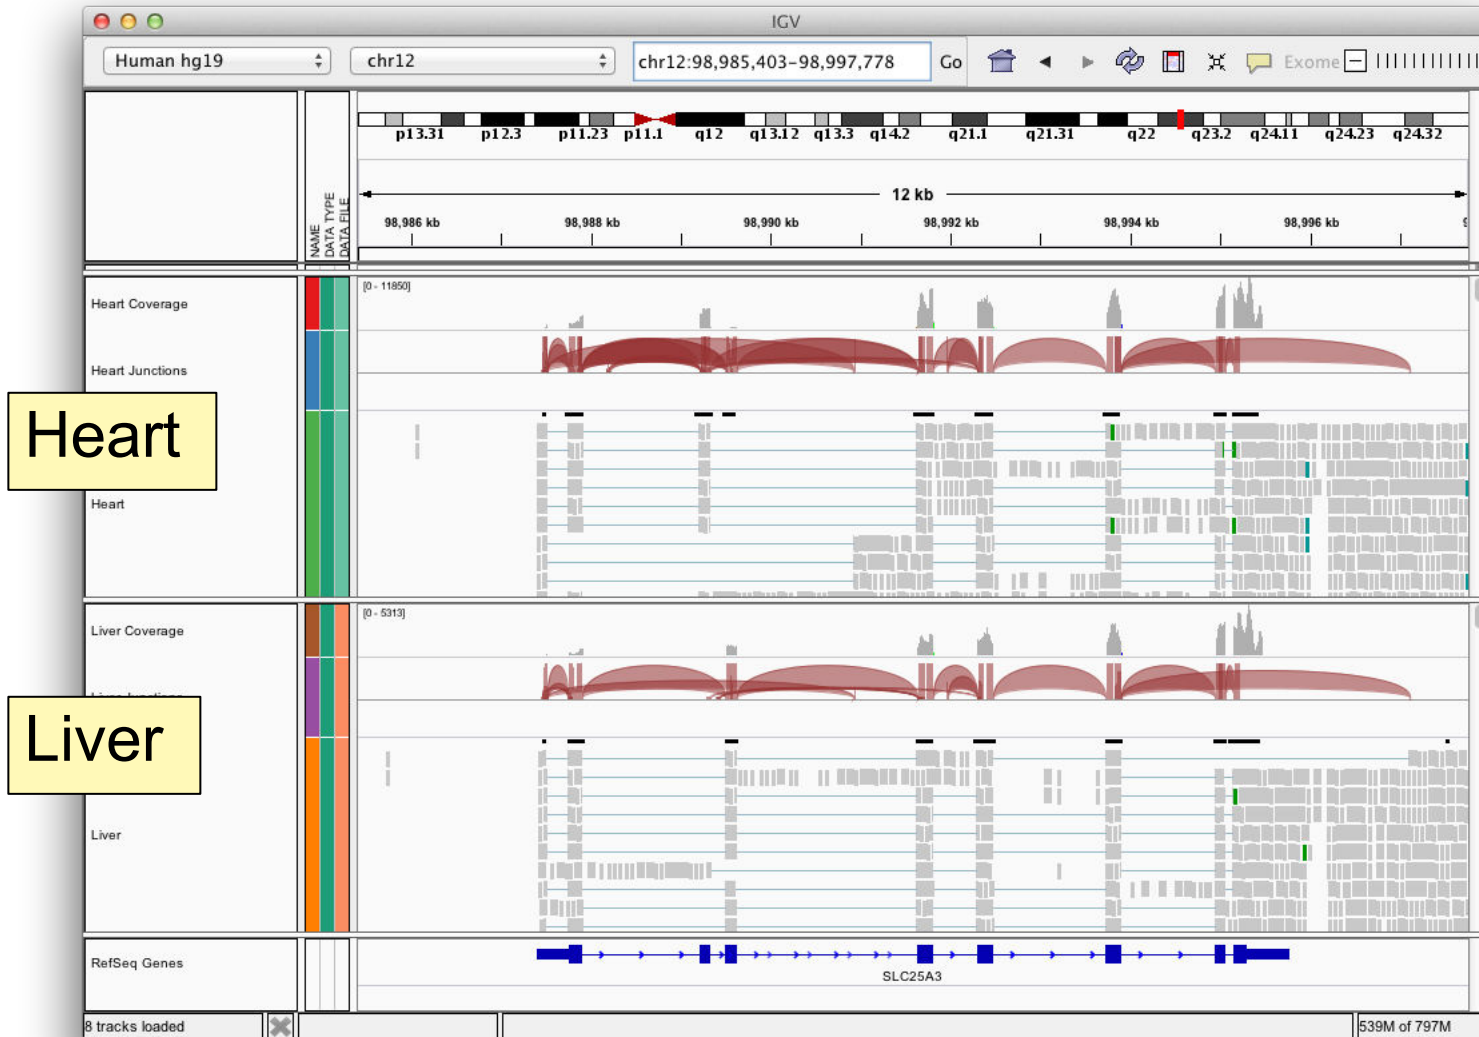 IGV
Human hg19
chr12
chr12:98,985,403-98,997,778
Go
Exome
NAME
DATA TYPE
DATA FILE
p13.31 p12.3 p11.23 p11.1 q12 q13.12 q13.3 q14.2 q21.1 q21.31 q22 q23.2 q24.11 q24.23 q24.32
12 kb
98,986 kb 98,988 kb 98,990 kb 98,992 kb 98,994 kb 98,996 kb
Heart Coverage
[0 - 11850]
Heart Junctions
Heart
Heart
Liver Coverage
[0 - 5313]
Liver
Liver
RefSeq Genes
SLC25A3
8 tracks loaded
539M of 797M